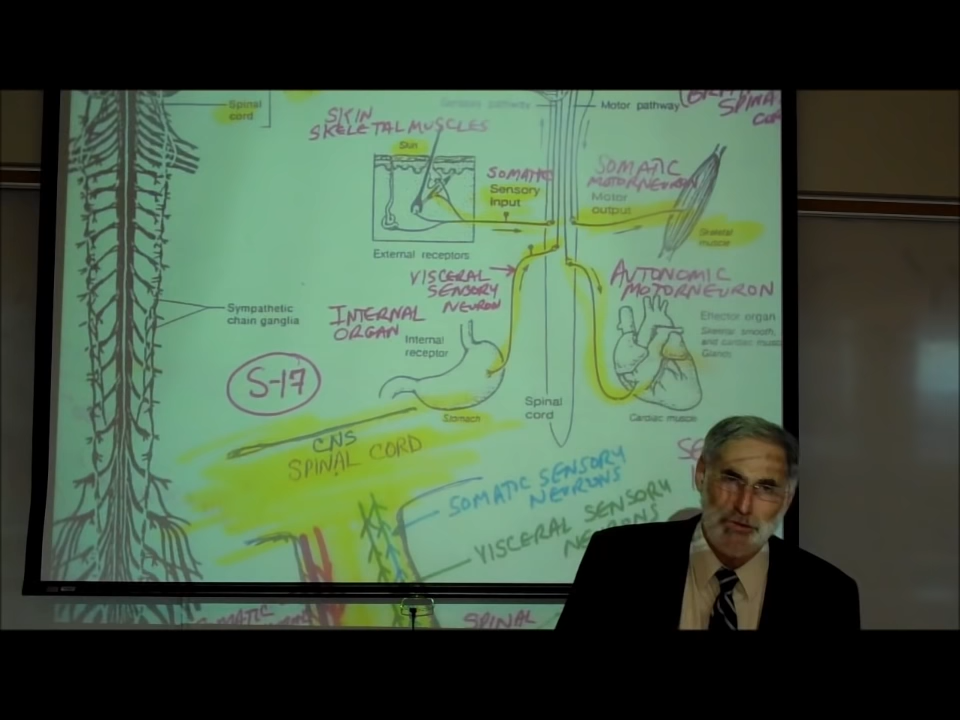 Spinal
cord
SKIN
SKELETAL MUSCLES
Skin
External receptors
SOMATIC
Sensory
input
pathway
Motor pathway
SPINAL
SOMATIC
MOTORNEURON
Motor
output
Skeletal
muscle
VISCERAL
SENSORY
NEURON
AUTONOMIC
MOTORNEURON
Sympathetic
chain ganglia
INTERNAL
ORGAN
Internal
receptor
Effector organ
Skeletal, smooth,
and cardiac muscle
Glands
S-17
Stomach
Spinal
cord
Cardiac muscle
CNS
SPINAL CORD
SOMATIC SENSORY
NEURONS
VISCERAL SENSORY
SPINAL